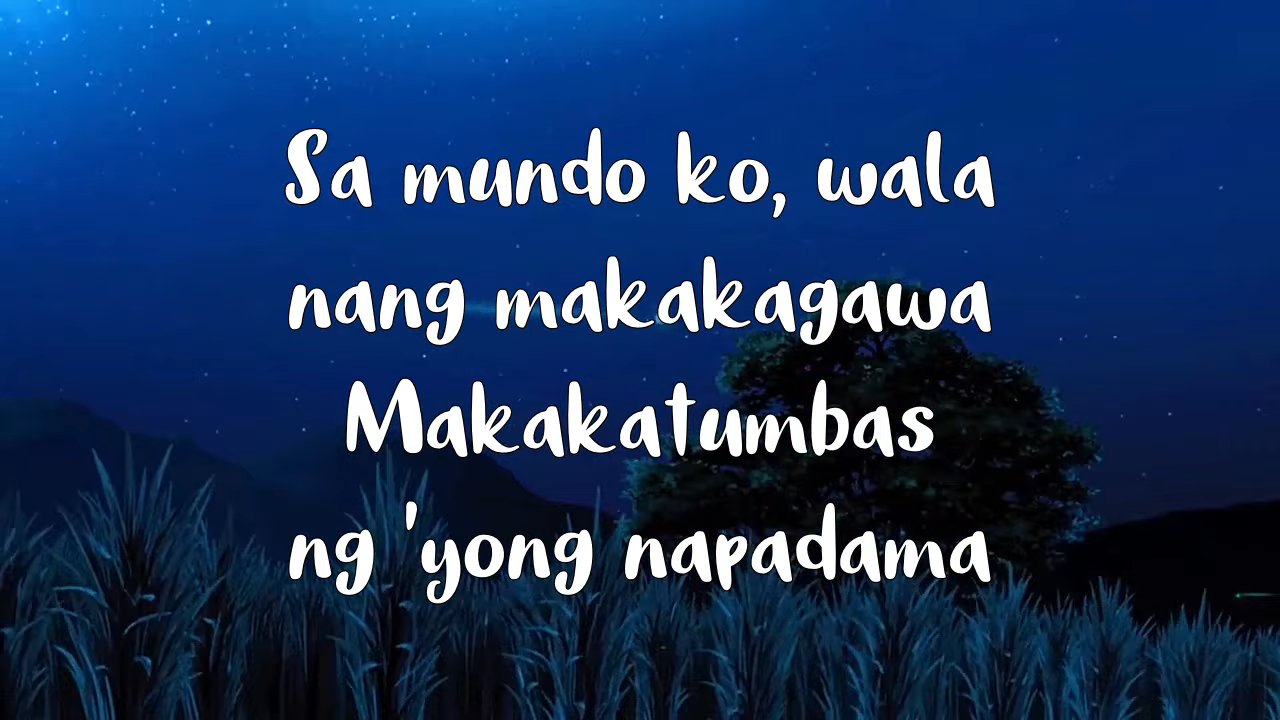 Sa mundo ko, wala
nang makakagawa
Makakatumbas
ng 'yong napadama